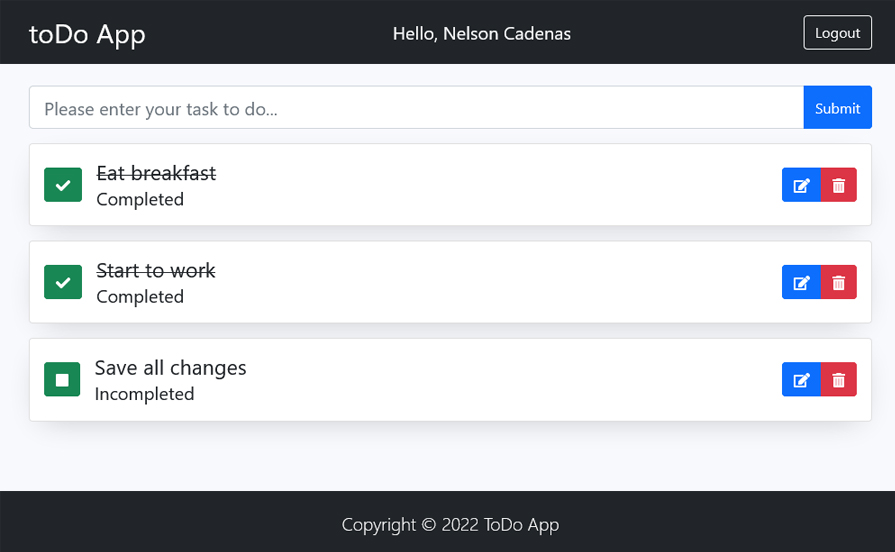 toDo App
Hello, Nelson Cadenas
Logout
Please enter your task to do...
Submit
Eat breakfast
Completed
Start to work
Completed
Save all changes
Incompleted
Copyright © 2022 ToDo App